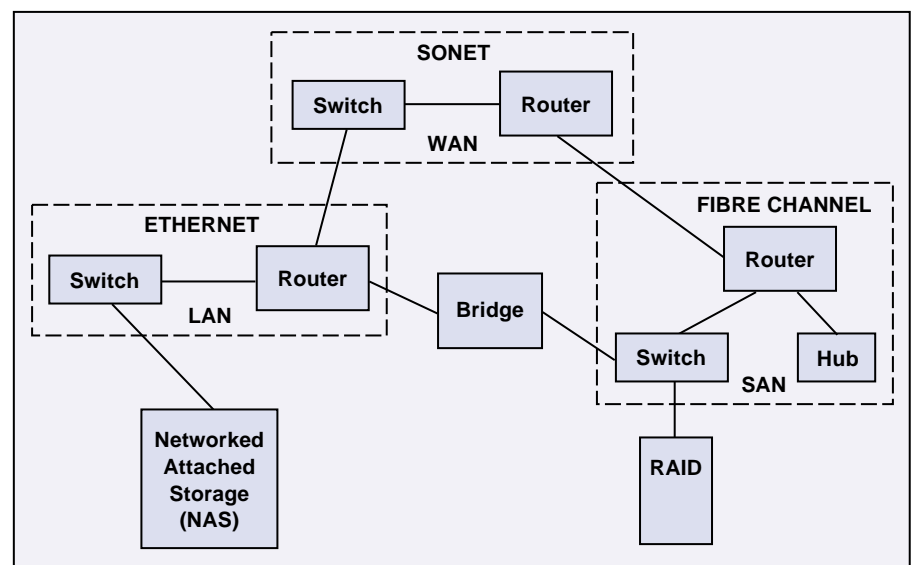 SONET
Switch
Router
WAN
FIBRE CHANNEL
ETHERNET
Router
Switch
Router
LAN
Bridge
Switch
Hub
SAN
Networked
Attached
Storage
(NAS)
RAID